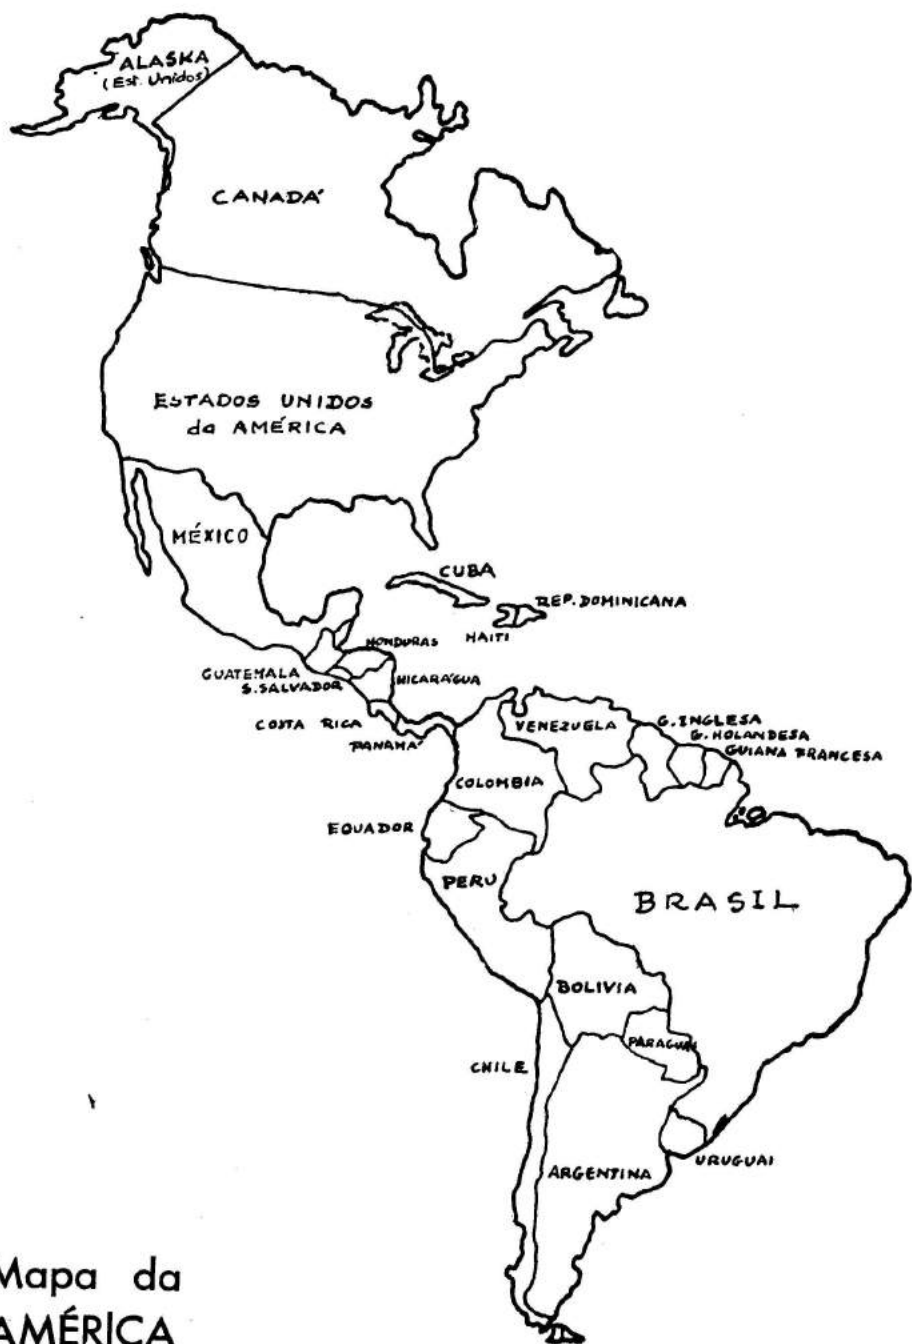 ALASKA
(Est. Unidos)
CANADÁ
ESTADOS UNIDOS
da AMÉRICA
MÉXICO
CUBA
REP. DOMINICANA
HAITI
HONDURAS
GUATEMALA
S. SALVADOR
NICARÁGUA
COSTA RICA
PANAMÁ
VENEZUELA
G. INGLESA
G. HOLANDESA
GUIANA FRANCESA
COLOMBIA
EQUADOR
PERU
BRASIL
BOLIVIA
PARAGUAI
CHILE
ARGENTINA
URUGUAI
Mapa da
AMÉRICA